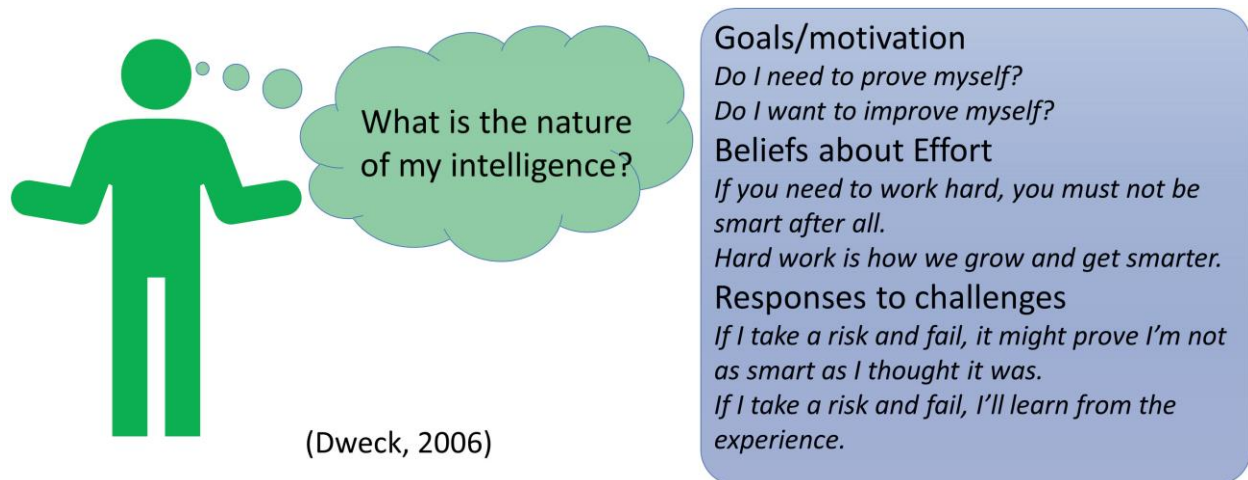 What is the nature
of my intelligence?
(Dweck, 2006)
Goals/motivation
Do I need to prove myself?
Do I want to improve myself?
Beliefs about Effort
If you need to work hard, you must not be
smart after all.
Hard work is how we grow and get smarter.
Responses to challenges
If I take a risk and fail, it might prove I’m not
as smart as I thought it was.
If I take a risk and fail, I’ll learn from the
experience.